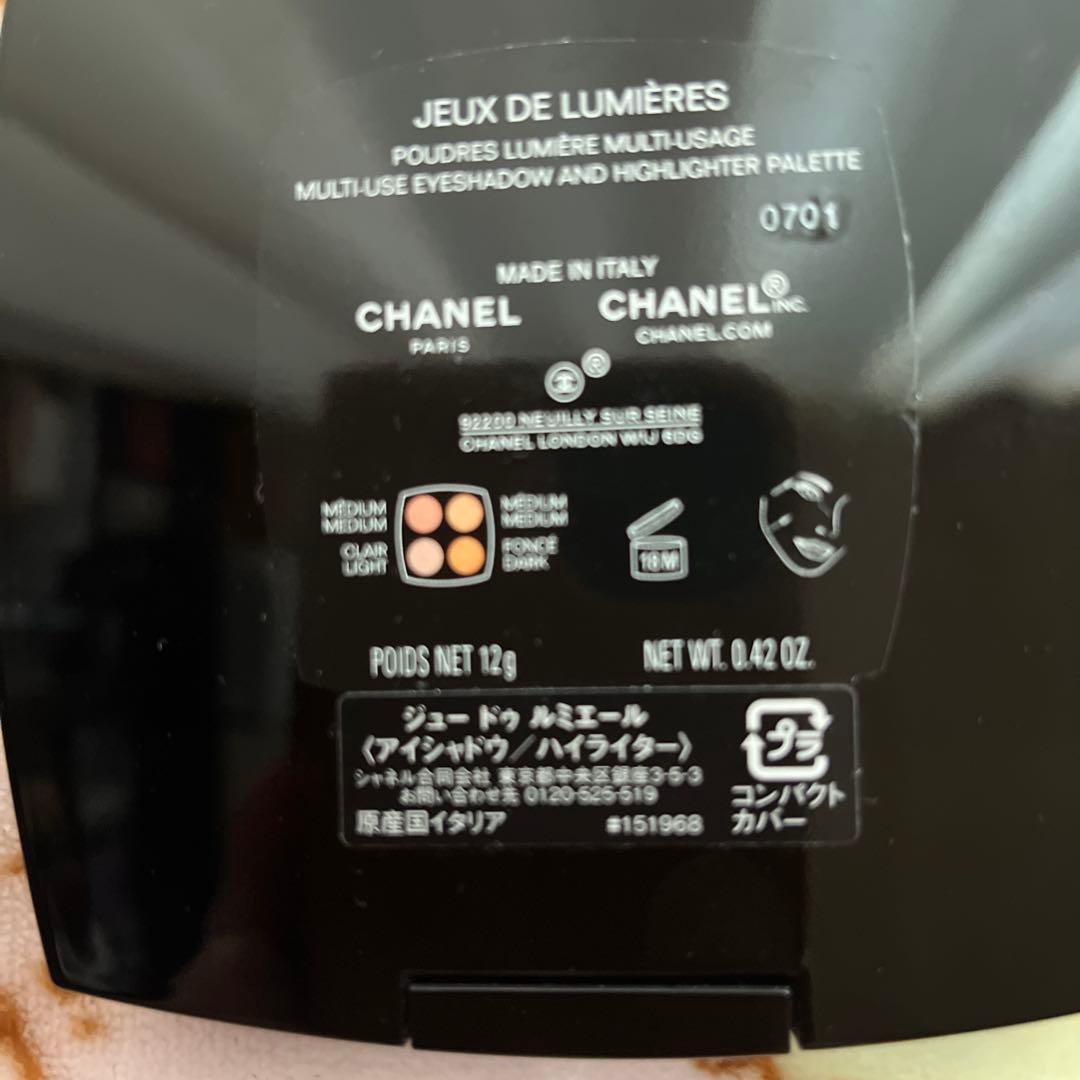 JEUX DE LUMIÈRES
POUDRES LUMIÈRE MULTI-USAGE
MULTI-USE EYESHADOW AND HIGHLIGHTER PALETTE
0701
MADE IN ITALY
CHANEL CHANEL® INC.
PARIS CHANEL.COM
®
92200 NEUILLY SUR SEINE
CHANEL LONDON W1J 6DG
MÉDIUM MÉDIUM
MEDIUM MEDIUM
CLAIR FONCÉ
LIGHT DARK
18M
POIDS NET 12g NET WT. 0.42 OZ.
ジュー ドゥ ルミエール
〈アイシャドウ/ハイライター〉
シャネル合同会社 東京都中央区銀座3-5-3
お問い合わせ先 0120-525-519
原産国イタリア #151968
プラ
コンパクト
カバー